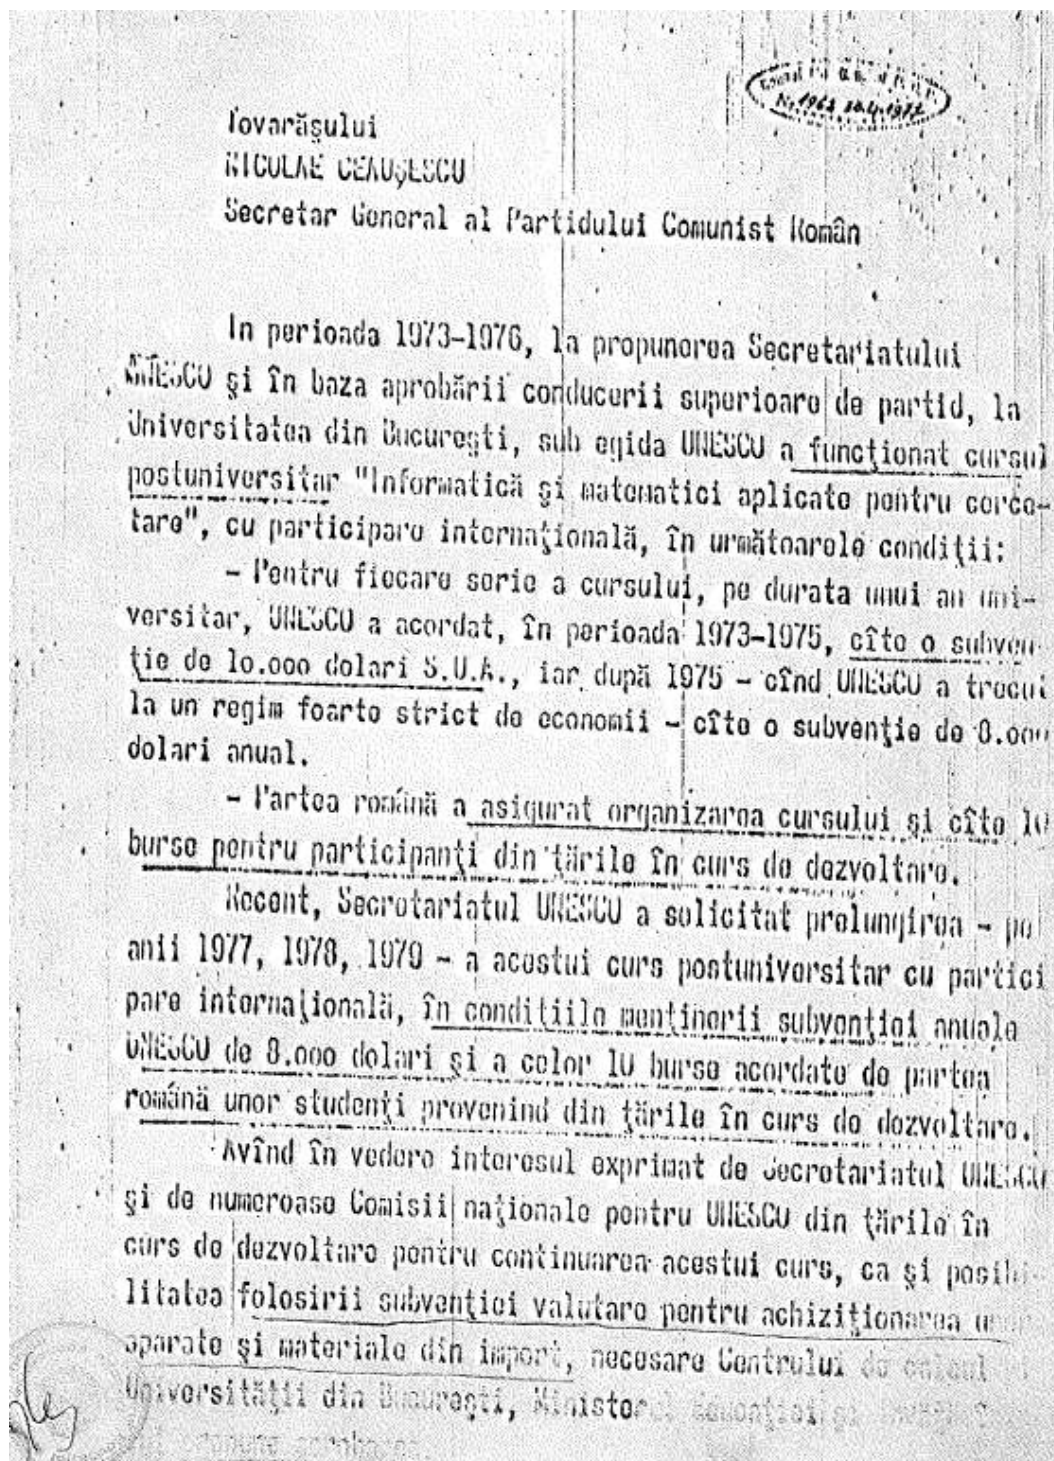 Nr. 1962 20.4.1977
Tovarăşului
NICOLAE CEAUŞESCU
Secretar General al Partidului Comunist Român
In perioada 1973-1976, la propunerea Secretariatului
UNESCO şi în baza aprobării conducerii superioare de partid, la
Universitatea din Bucureşti, sub egida UNESCO a funcţionat cursul
postuniversitar "Informatică şi matematici aplicate pentru cerce-
tare", cu participare internaţională, în următoarele condiţii:
- Pentru fiecare serie a cursului, pe durata unui an uni-
versitar, UNESCO a acordat, în perioada 1973-1975, cîte o subven-
ţie de 10.000 dolari S.U.A., iar după 1975 - cînd UNESCO a trecut
la un regim foarte strict de economii - cîte o subvenţie de 8.000
dolari anual.
- Partea română a asigurat organizarea cursului şi cîte 10
burse pentru participanţi din ţările în curs de dezvoltare.
Recent, Secretariatul UNESCO a solicitat prelungirea - pe
anii 1977, 1978, 1979 - a acestui curs postuniversitar cu partici
pare internaţională, în condiţiile menţinerii subvenţiei anuale
UNESCO de 8.000 dolari şi a celor 10 burse acordate de partea
română unor studenţi provenind din ţările în curs de dezvoltare.
Avînd în vedere interesul exprimat de Secretariatul UNESCO
şi de numeroase Comisii naţionale pentru UNESCO din ţările în
curs de dezvoltare pentru continuarea acestui curs, ca şi posibi-
litatea folosirii subvenţiei valutare pentru achiziţionarea unor
aparate şi materiale din import, necesare Centrului de calcul
Universităţii din Bucureşti, Ministerul Educaţiei şi
propune aprobarea